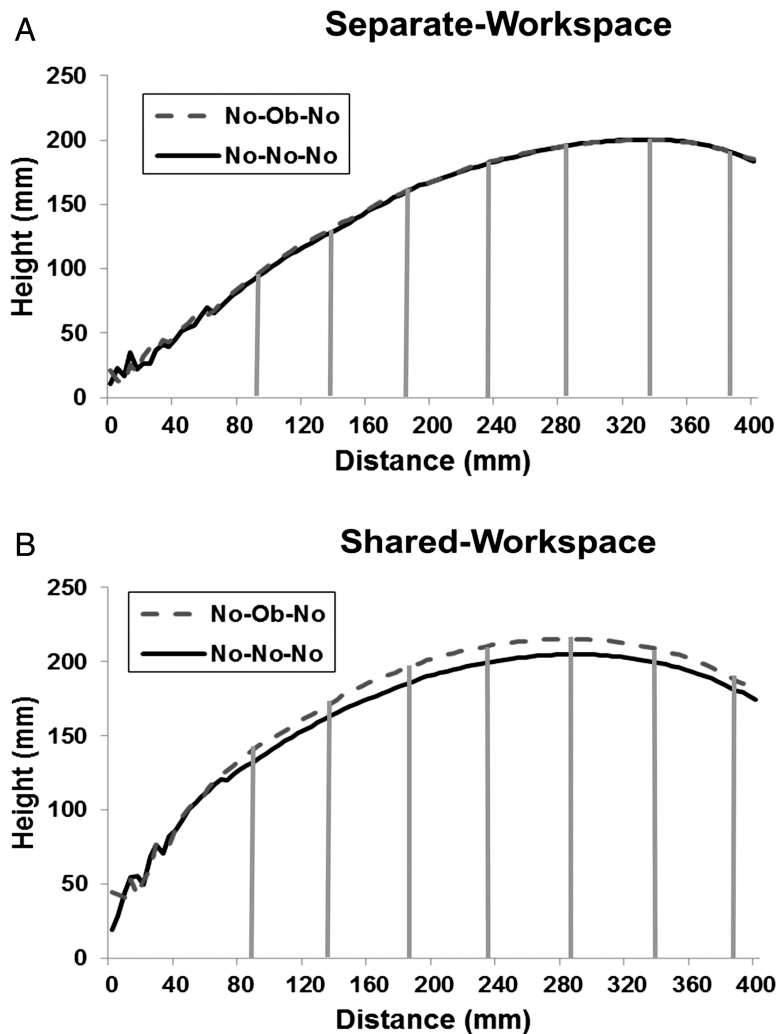 A
Separate-Workspace
250
200
150
100
50
0
Height (mm)
No-Ob-No
No-No-No
0 40 80 120 160 200 240 280 320 360 400
Distance (mm)
B
Shared-Workspace
250
200
150
100
50
0
Height (mm)
No-Ob-No
No-No-No
0 40 80 120 160 200 240 280 320 360 400
Distance (mm)